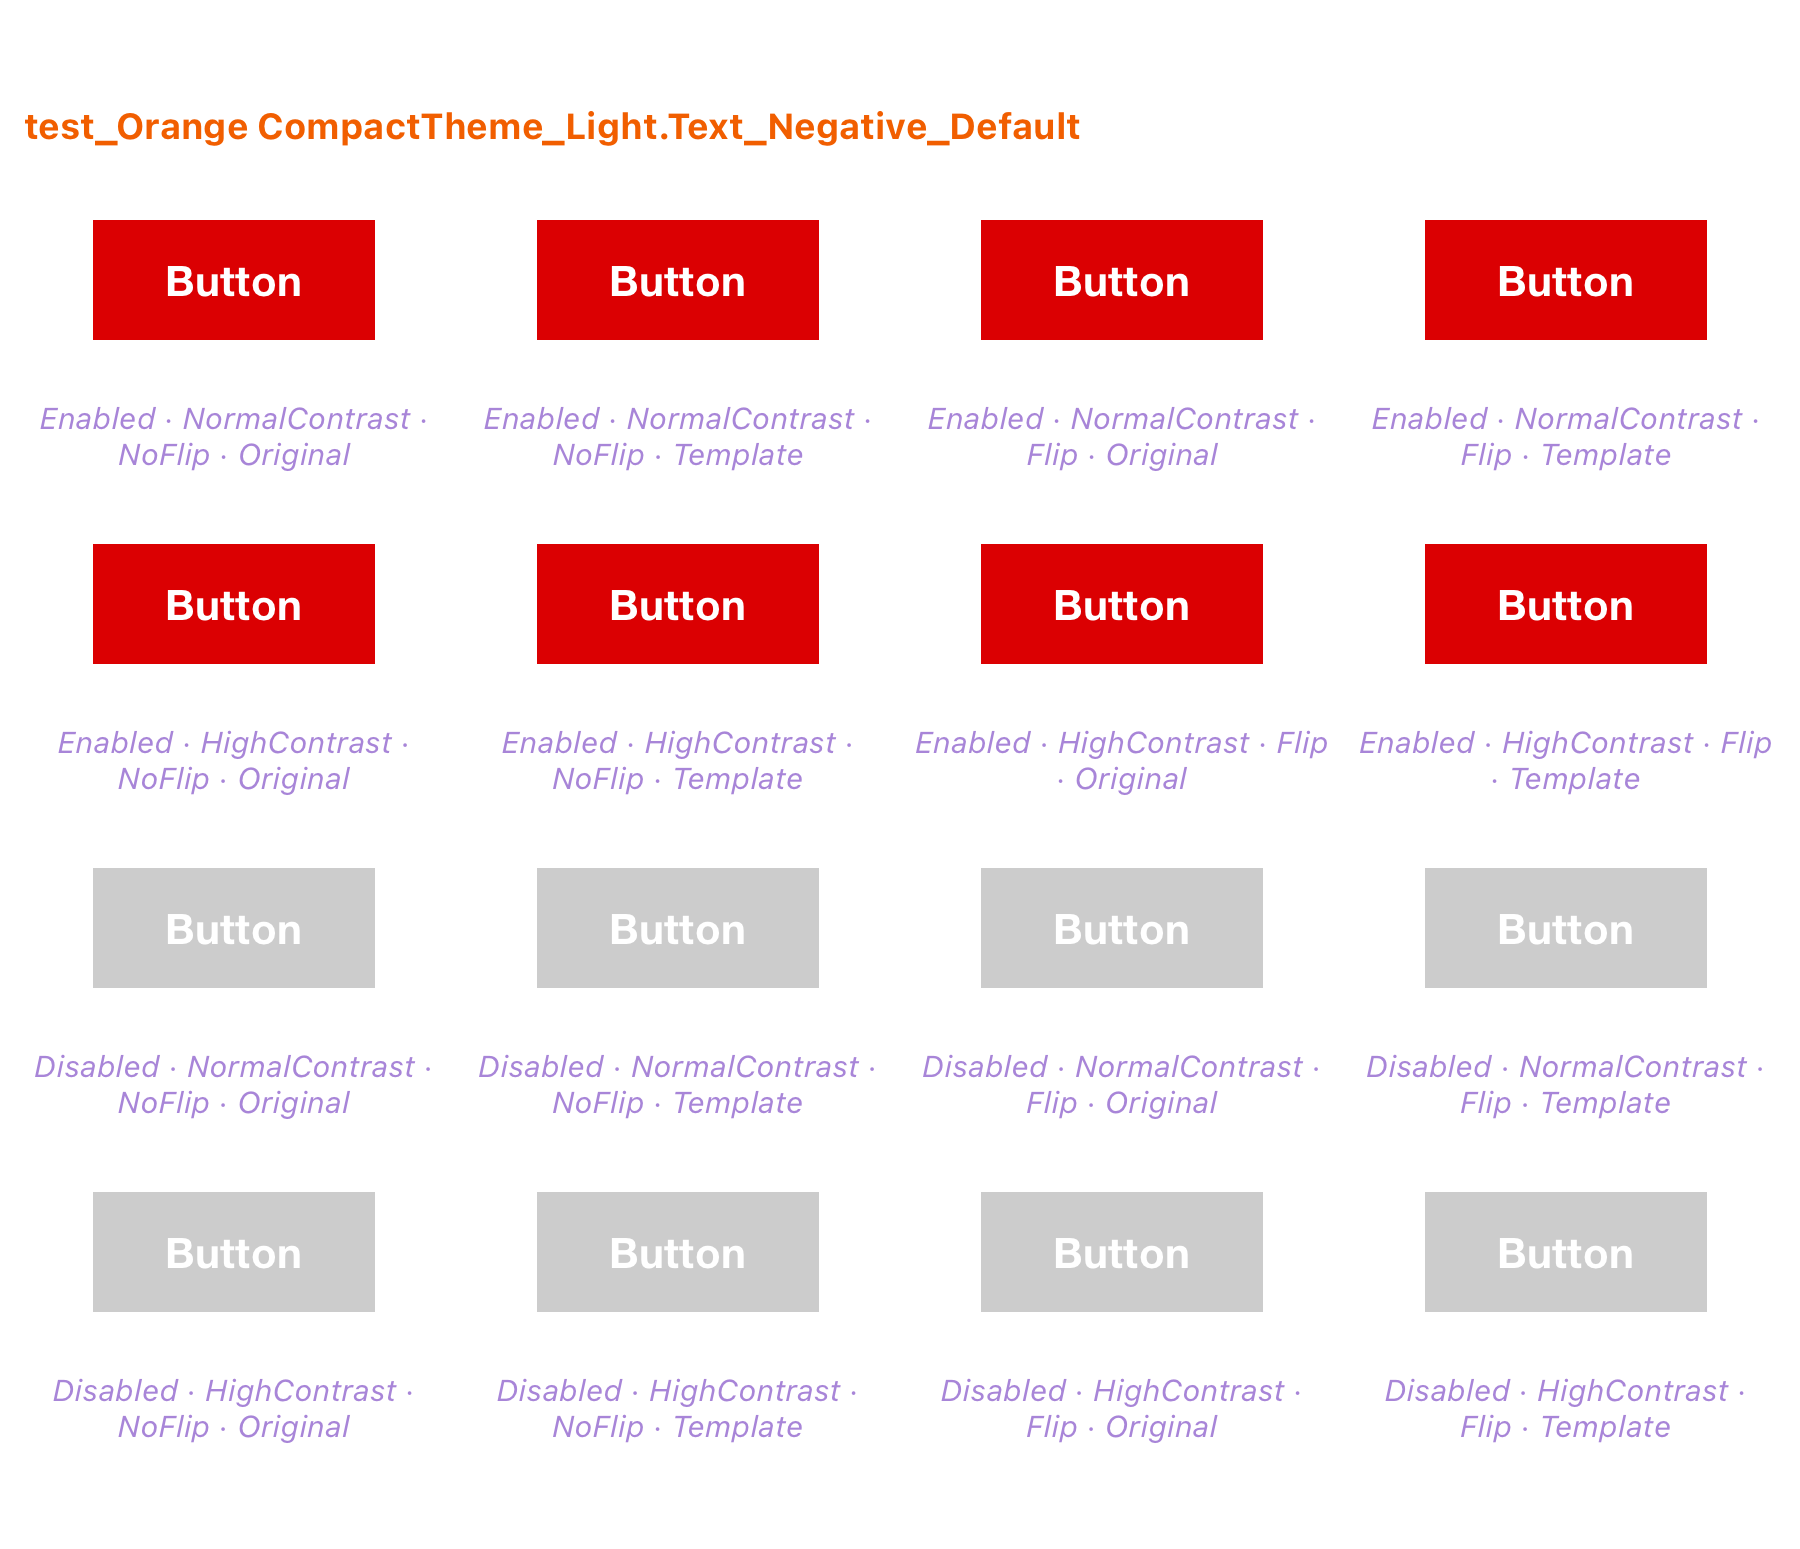 test_Orange CompactTheme_Light.Text_Negative_Default
Button Button Button Button
Enabled · NormalContrast · Enabled · NormalContrast · Enabled · NormalContrast · Enabled · NormalContrast ·
NoFlip · Original NoFlip · Template Flip · Original Flip · Template
Button Button Button Button
Enabled · HighContrast · Enabled · HighContrast · Enabled · HighContrast · Flip Enabled · HighContrast · Flip
NoFlip · Original NoFlip · Template · Original · Template
Button Button Button Button
Disabled · NormalContrast · Disabled · NormalContrast · Disabled · NormalContrast · Disabled · NormalContrast ·
NoFlip · Original NoFlip · Template Flip · Original Flip · Template
Button Button Button Button
Disabled · HighContrast · Disabled · HighContrast · Disabled · HighContrast · Disabled · HighContrast ·
NoFlip · Original NoFlip · Template Flip · Original Flip · Template